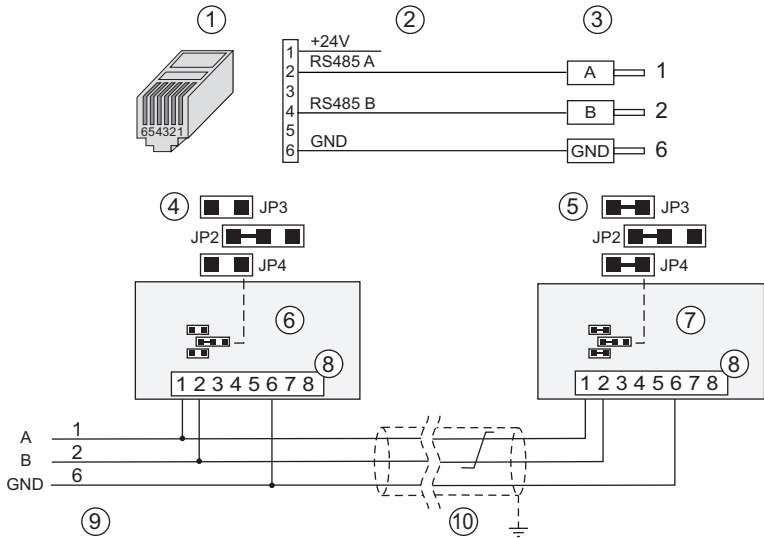 1 2 3
654321
1 +24V
2 RS485 A A 1
3
4 RS485 B B 2
5
6 GND GND 6
4 JP3 5 JP3
JP2 JP2
JP4 JP4
6 7
8 8
1 2 3 4 5 6 7 8 1 2 3 4 5 6 7 8
A 1
B 2
GND 6
9 10